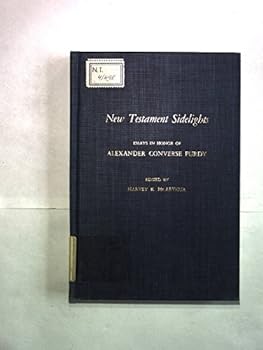 N.T.
New Testament Sidelights
ESSAYS IN HONOR OF
ALEXANDER CONVERSE PURDY
EDITED BY
HARVEY K. McARTHUR